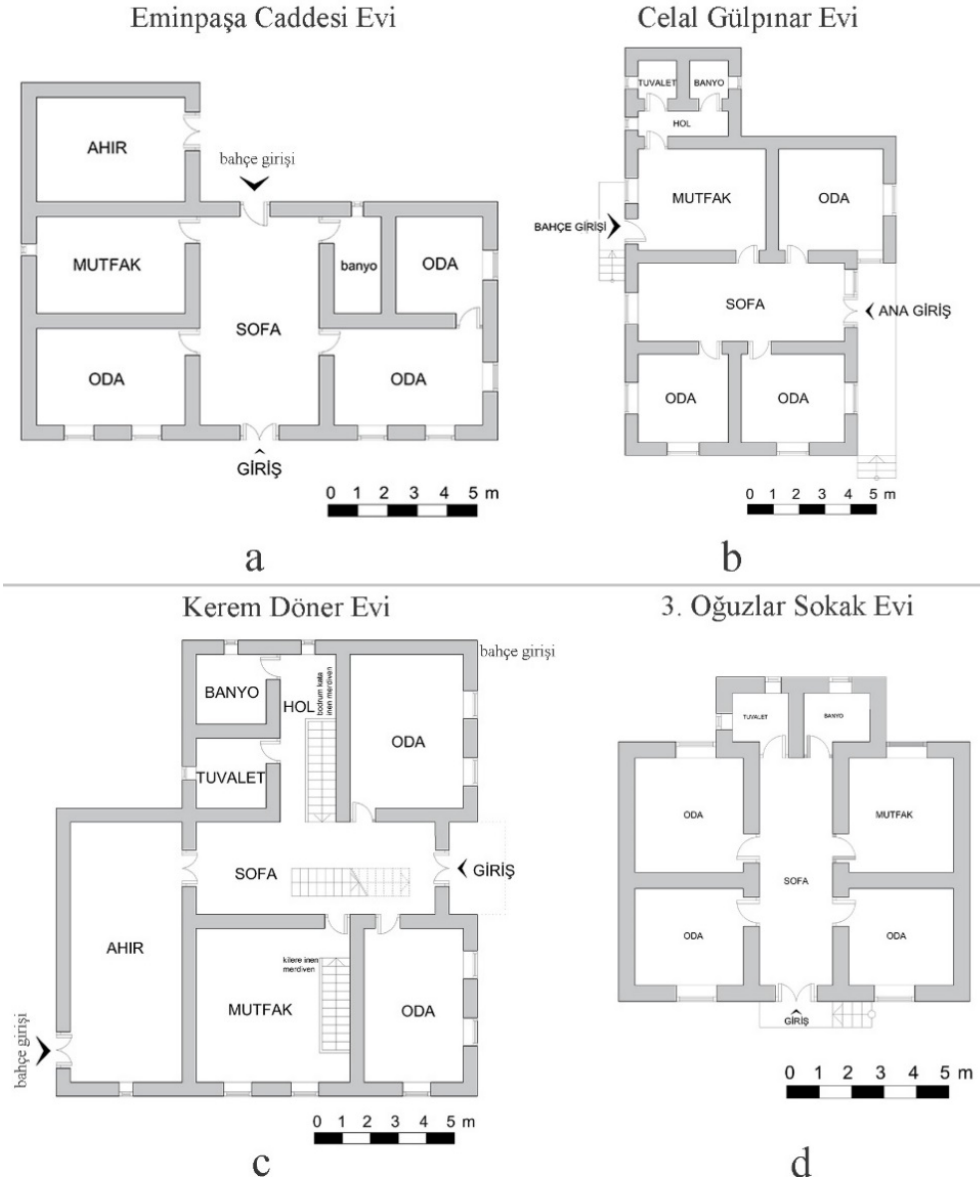 Eminpaşa Caddesi Evi
AHIR
bahçe girişi
MUTFAK
banyo
ODA
SOFA
ODA
ODA
GİRİŞ
0 1 2 3 4 5 m
a
Celal Gülpınar Evi
TUVALET
BANYO
HOL
MUTFAK
ODA
BAHÇE GİRİŞİ
SOFA
ANA GİRİŞ
ODA
ODA
0 1 2 3 4 5 m
b
Kerem Döner Evi
bahçe girişi
BANYO
HOL
bodrum kata
inen merdiven
ODA
TUVALET
SOFA
GİRİŞ
AHIR
kilere inen
merdiven
MUTFAK
ODA
bahçe girişi
0 1 2 3 4 5 m
c
3. Oğuzlar Sokak Evi
TUVALET
BANYO
ODA
MUTFAK
SOFA
ODA
ODA
GİRİŞ
0 1 2 3 4 5 m
d